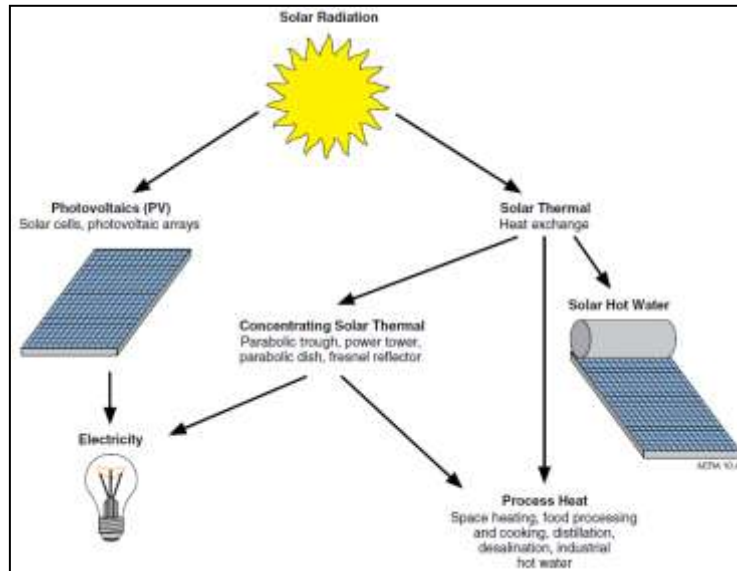 Solar Radiation
Photovoltaics (PV)
Solar cells, photovoltaic arrays
Solar Thermal
Heat exchange
Solar Hot Water
Concentrating Solar Thermal
Parabolic trough, power tower,
parabolic dish, fresnel reflector
Electricity
Process Heat
Space heating, food processing
and cooking, distillation,
desalination, industrial
hot water